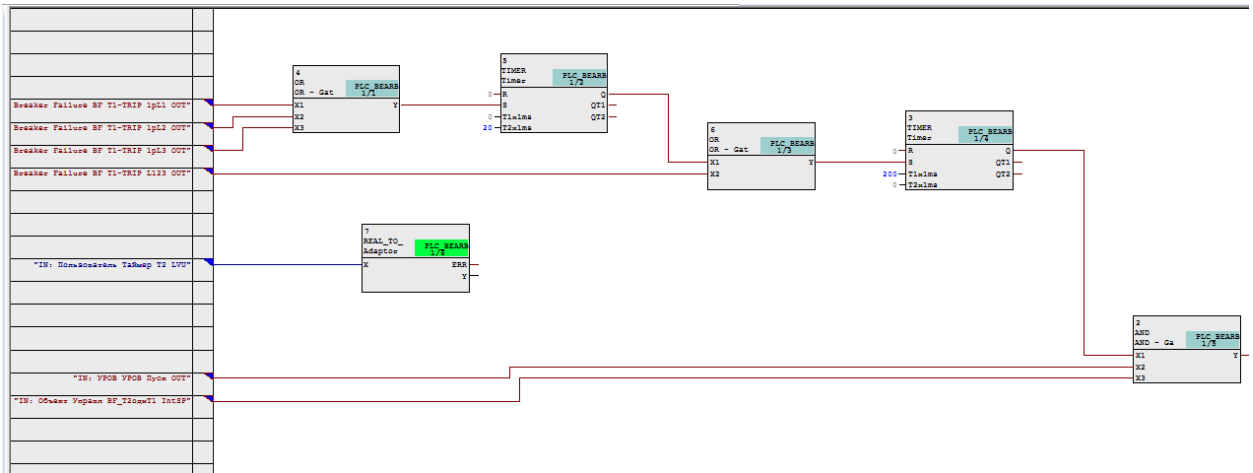 4
OR
OR - Gat
PLC_BEARB
1/1
X1
X2
X3
Y
5
TIMER
Timer
PLC_BEARB
1/2
0
R
S
0
T1x1ms
20
T2x1ms
Q
QT1
QT2
Breaker Failure BF T1-TRIP 1pL1 OUT"
Breaker Failure BF T1-TRIP 1pL2 OUT"
Breaker Failure BF T1-TRIP 1pL3 OUT"
Breaker Failure BF T1-TRIP L123 OUT"
6
OR
OR - Gat
PLC_BEARB
1/3
X1
X2
Y
3
TIMER
Timer
PLC_BEARB
1/4
0
R
S
200
T1x1ms
0
T2x1ms
Q
QT1
QT2
7
REAL_TO_
Adaptor
PLC_BEARB
X
ERR
Y
"IN: Пользователь Таймер T2 LVU"
2
AND
AND - Ga
PLC_BEARB
1/5
X1
X2
X3
Y
"IN: УРОВ УРОВ Пуск OUT"
"IN: Объект Управл BF_T2одиT1 IntSP"